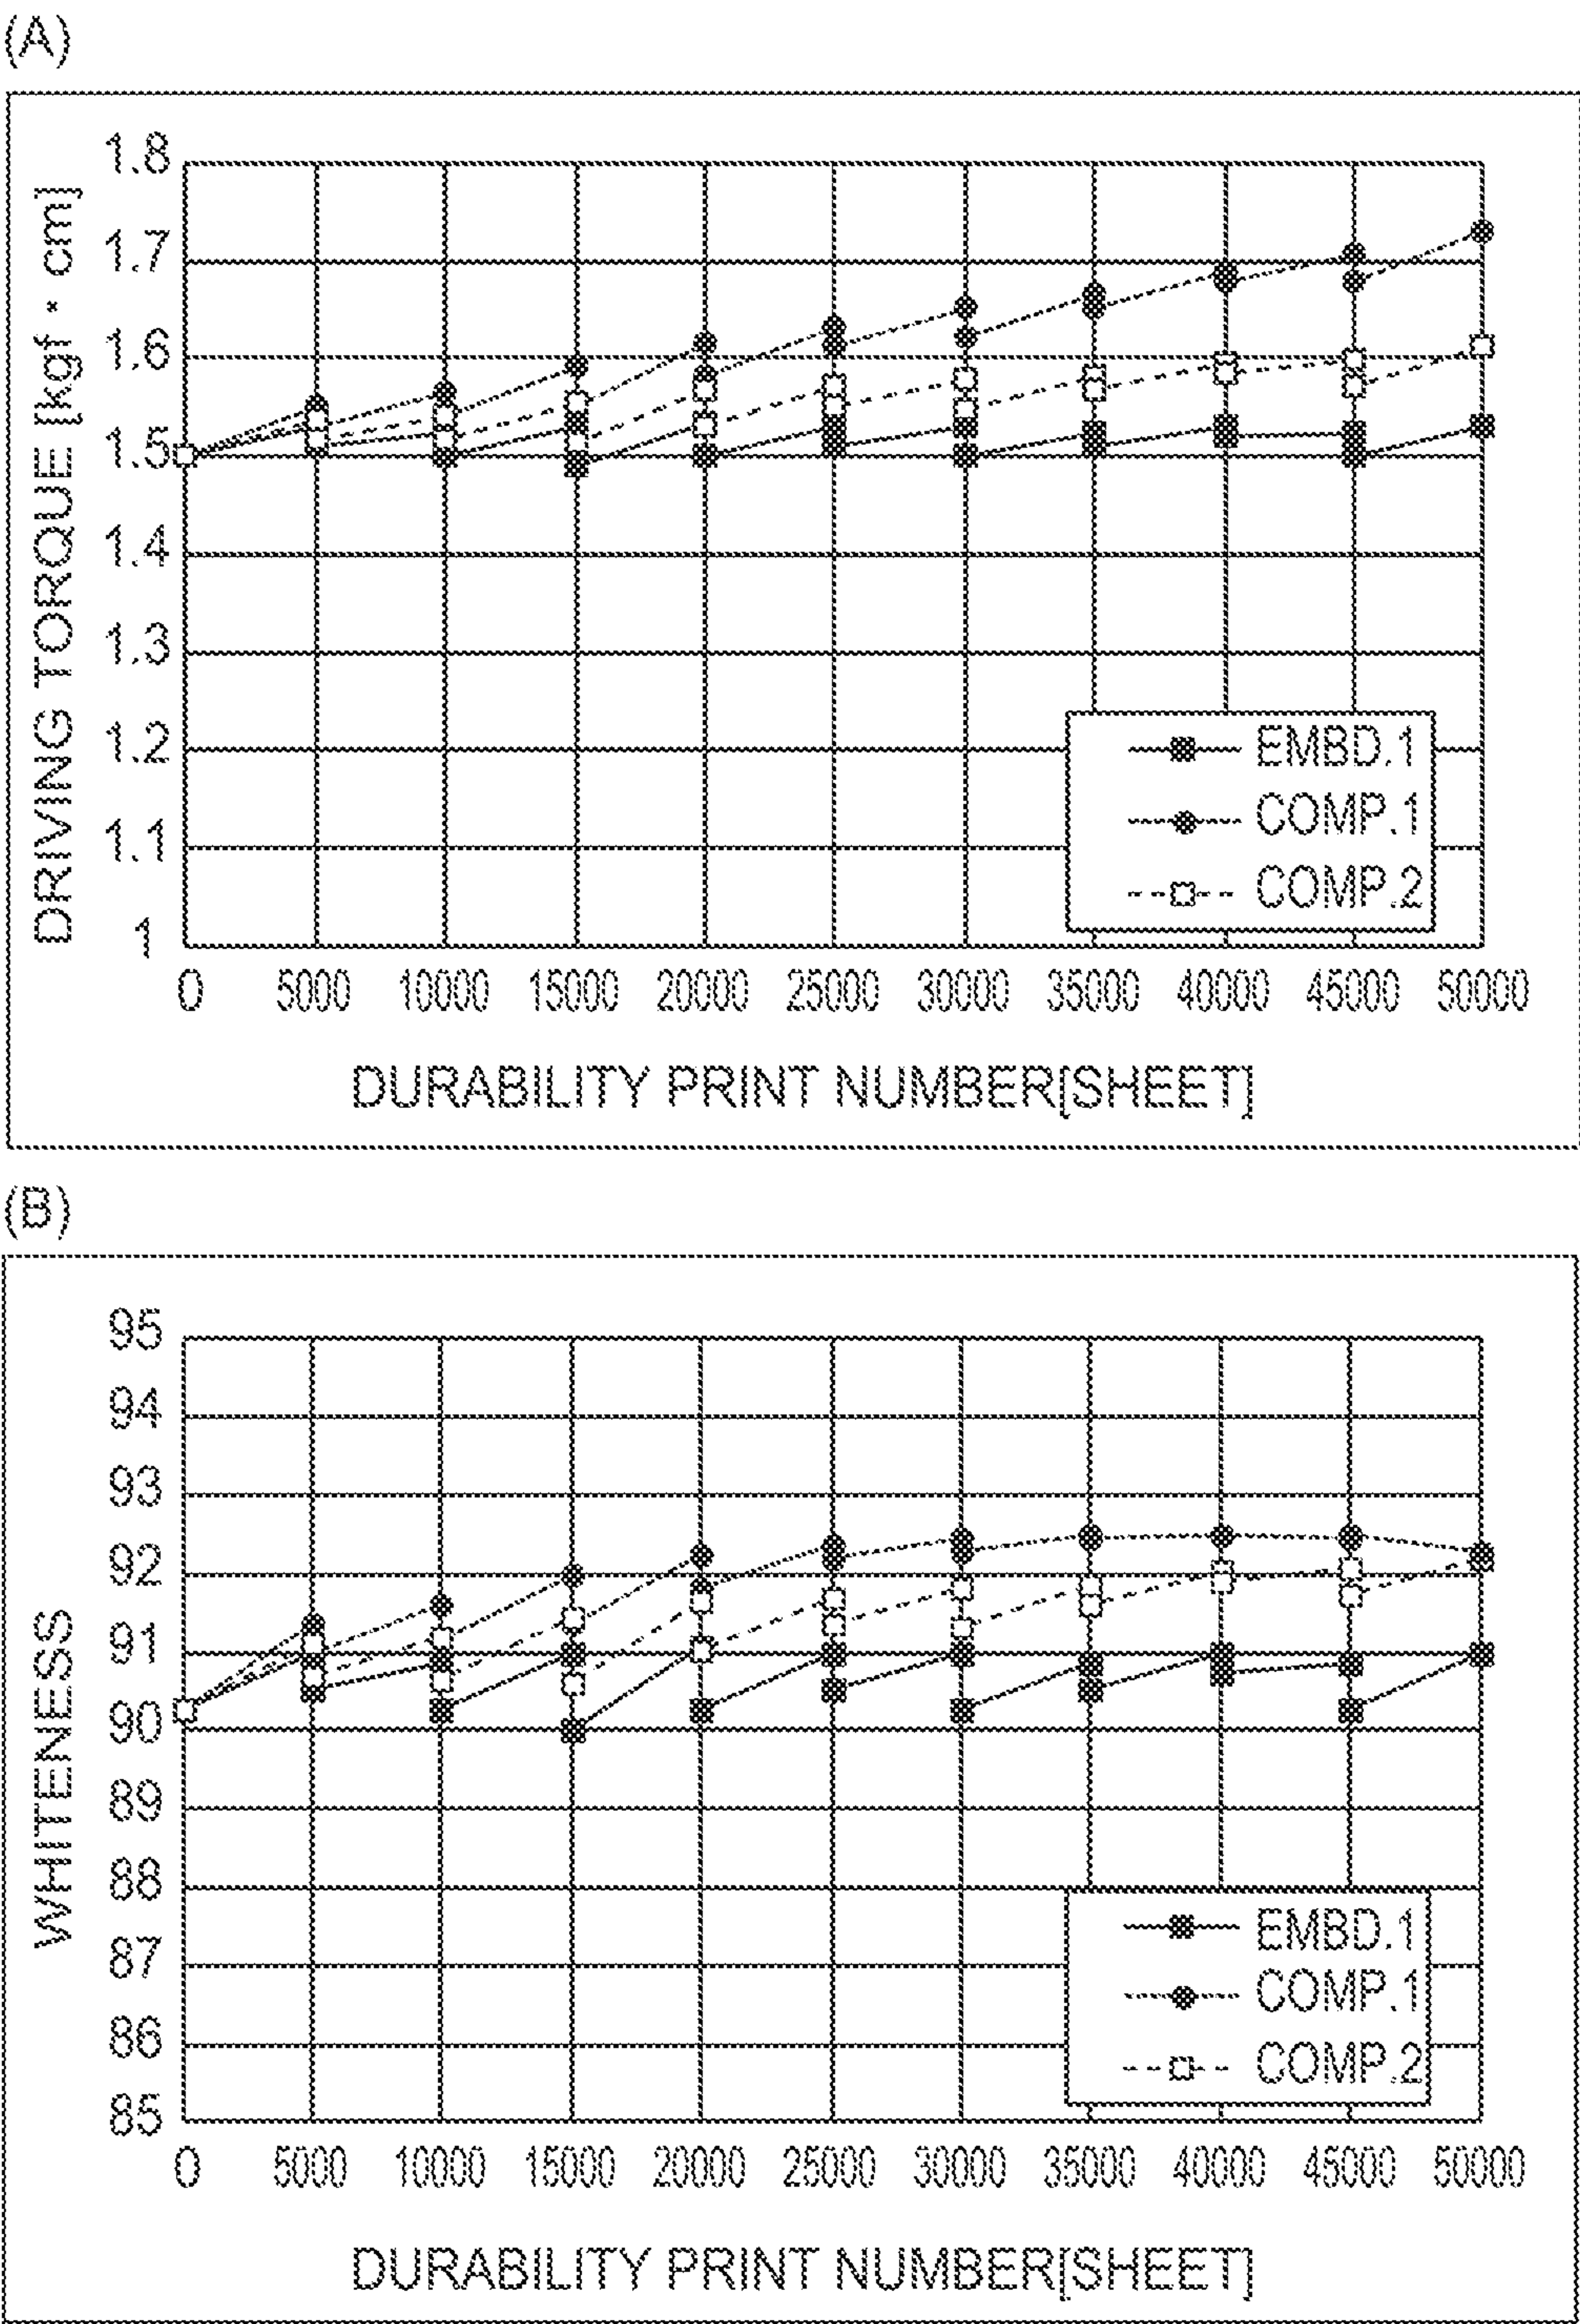 (A)
DRIVING TORQUE [kgf・cm]
1.8
1.7
1.6
1.5
1.4
1.3
1.2
1.1
1
EMBD.1
COMP.1
COMP.2
0 5000 10000 15000 20000 25000 30000 35000 40000 45000 50000
DURABILITY PRINT NUMBER[SHEET]
(B)
WHITENESS
95
94
93
92
91
90
89
88
87
86
85
EMBD.1
COMP.1
COMP.2
0 5000 10000 15000 20000 25000 30000 35000 40000 45000 50000
DURABILITY PRINT NUMBER[SHEET]